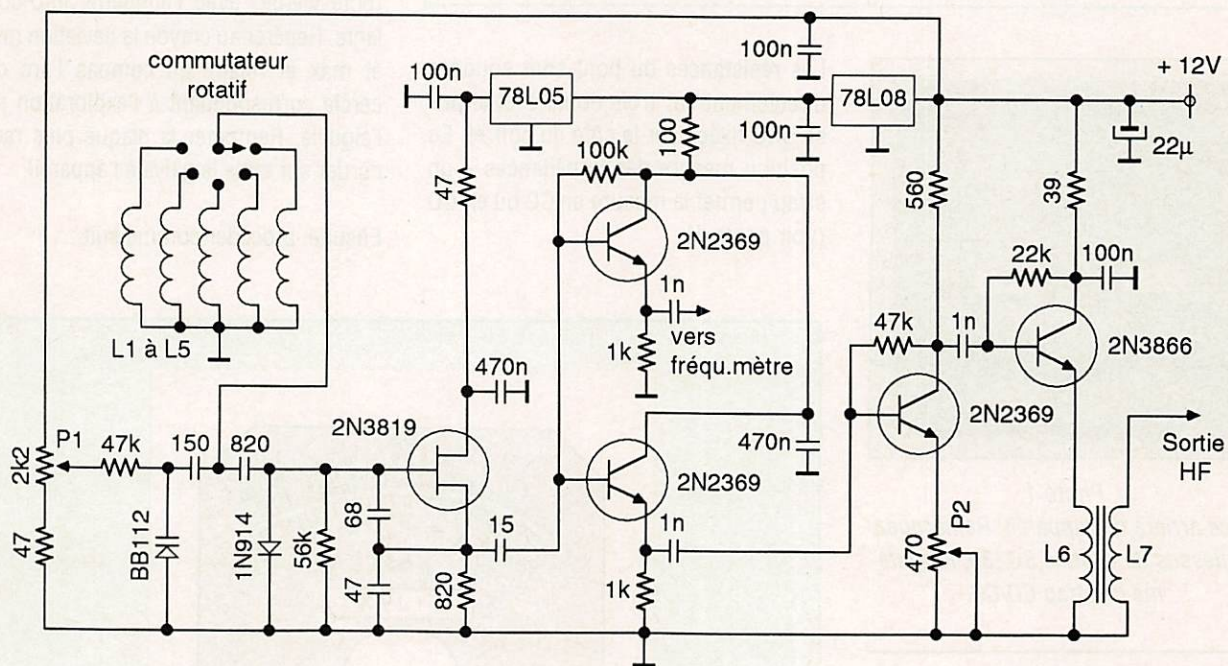 commutateur
rotatif
100n
78L05
100n
100n
78L08
+ 12V
22µ
47
100k
100
560
39
2N2369
22k
100n
L1 à L5
1n
vers
fréqu.mètre
1k
47k
1n
2N3866
470n
2N3819
2N2369
470n
2N2369
Sortie
HF
P1
2k2
47k
150
820
47
BB112
1N914
56k
68
47
820
15
1n
1k
P2
470
L6
L7